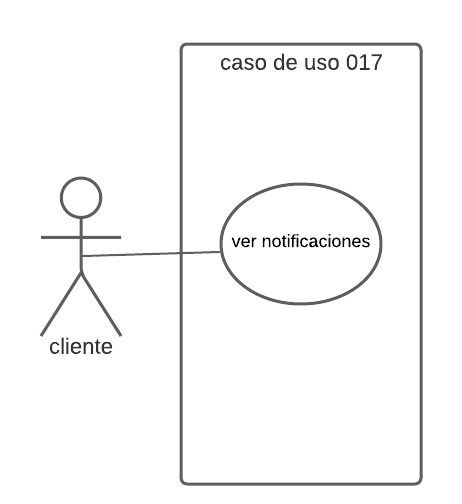 caso de uso 017
ver notificaciones
cliente